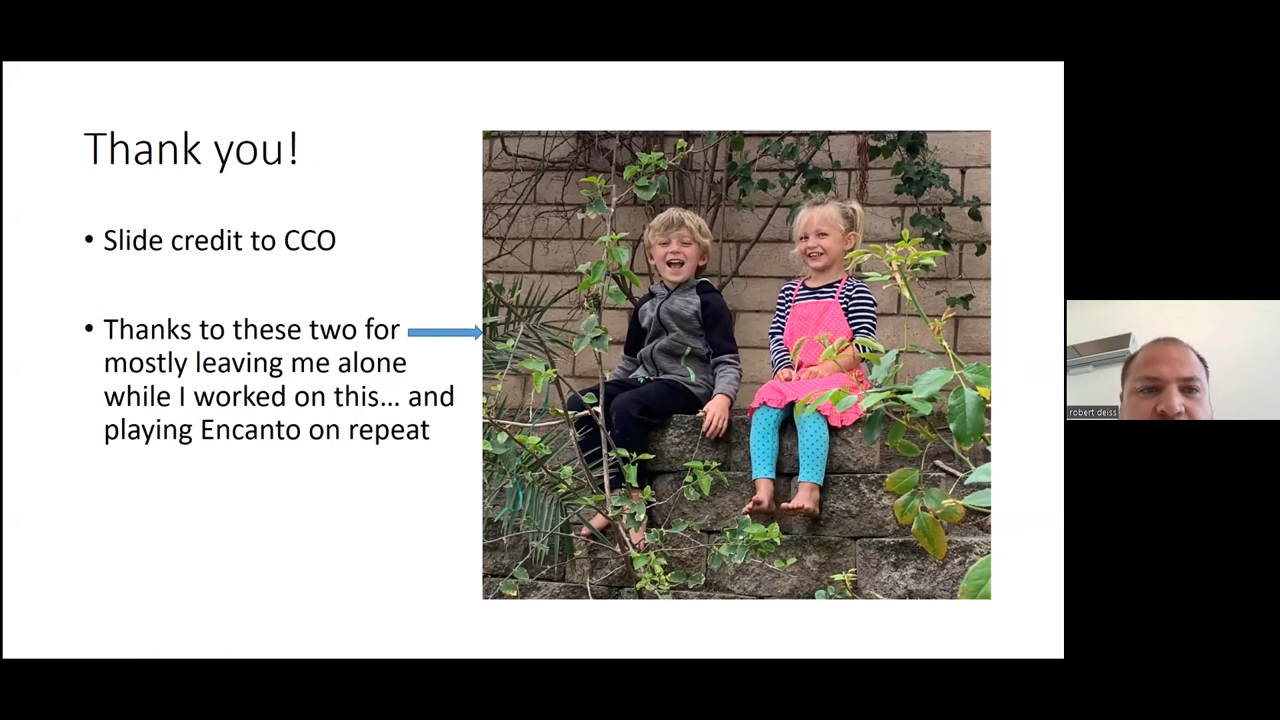 Thank you!
• Slide credit to CCO
• Thanks to these two for
mostly leaving me alone
while I worked on this... and
playing Encanto on repeat
robert deiss